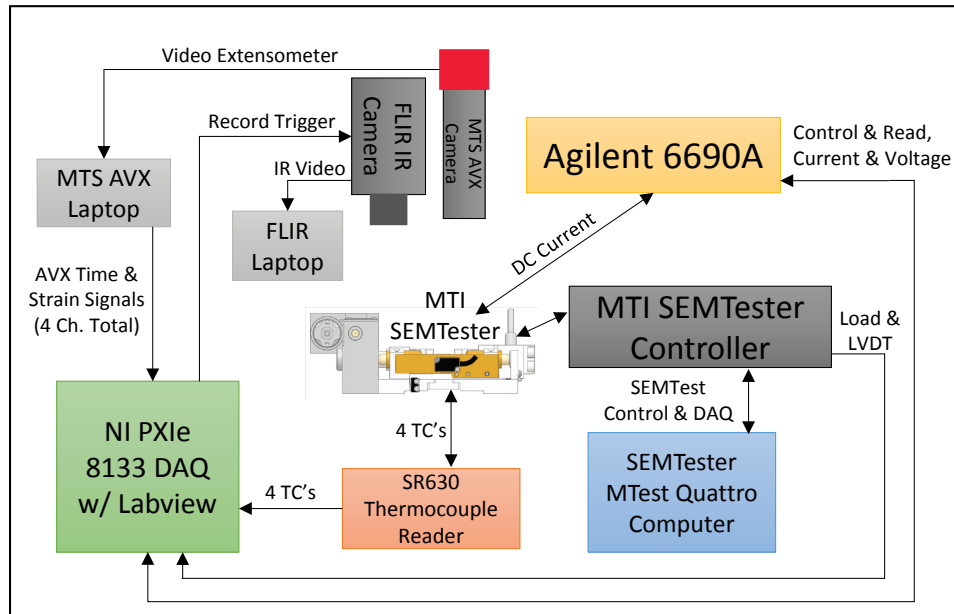 Video Extensometer
FLIR IR
Camera
MTS AVX
Camera
Record Trigger
IR Video
MTS AVX
Laptop
FLIR
Laptop
Agilent 6690A
Control & Read,
Current & Voltage
DC Current
AVX Time &
Strain Signals
(4 Ch. Total)
MTI
SEMTester
MTI SEMTester
Controller
Load &
LVDT
SEMTest
Control & DAQ
NI PXIe
8133 DAQ
w/ Labview
4 TC’s
4 TC’s
SR630
Thermocouple
Reader
SEMTester
MTest Quattro
Computer